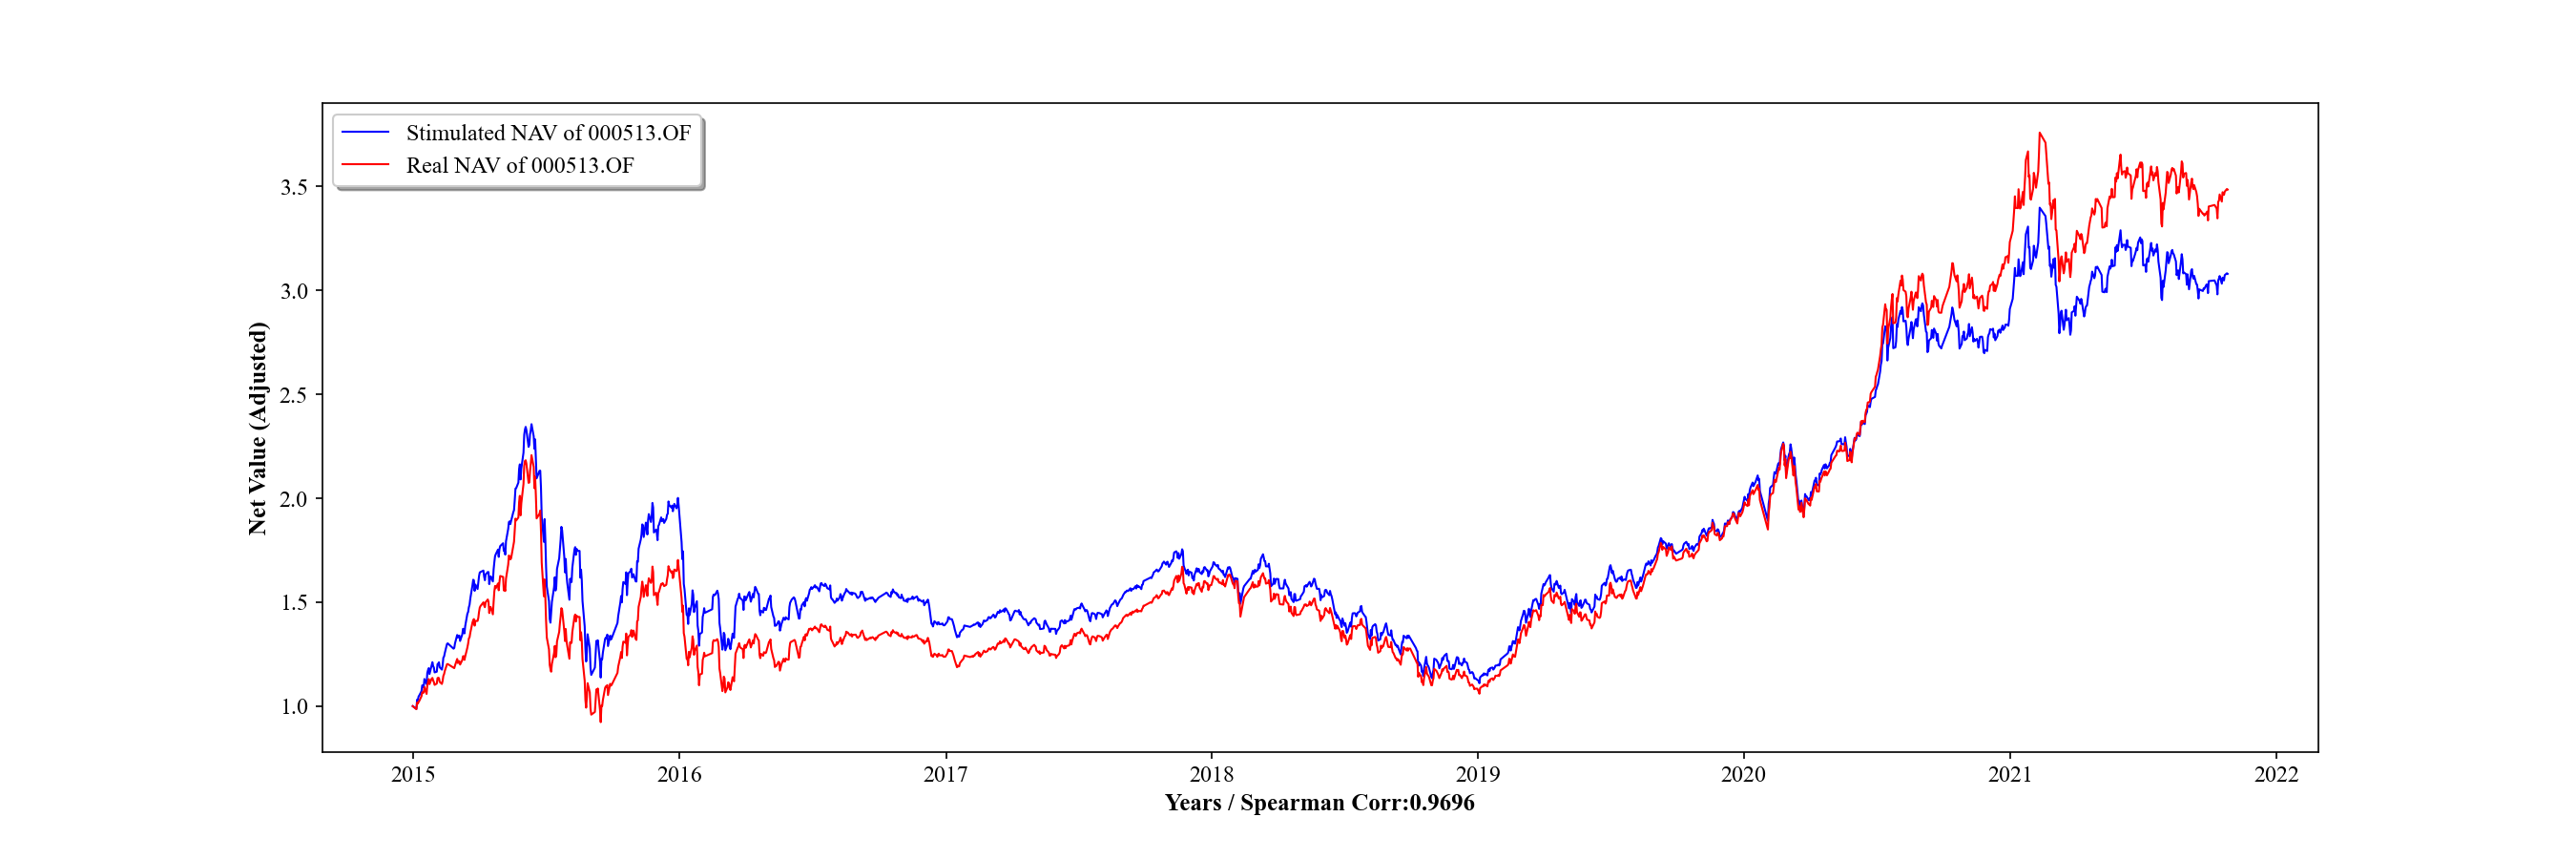 Stimulated NAV of 000513.OF
Real NAV of 000513.OF
Net Value (Adjusted)
3.5
3.0
2.5
2.0
1.5
1.0
2015 2016 2017 2018 2019 2020 2021 2022
Years / Spearman Corr:0.9696